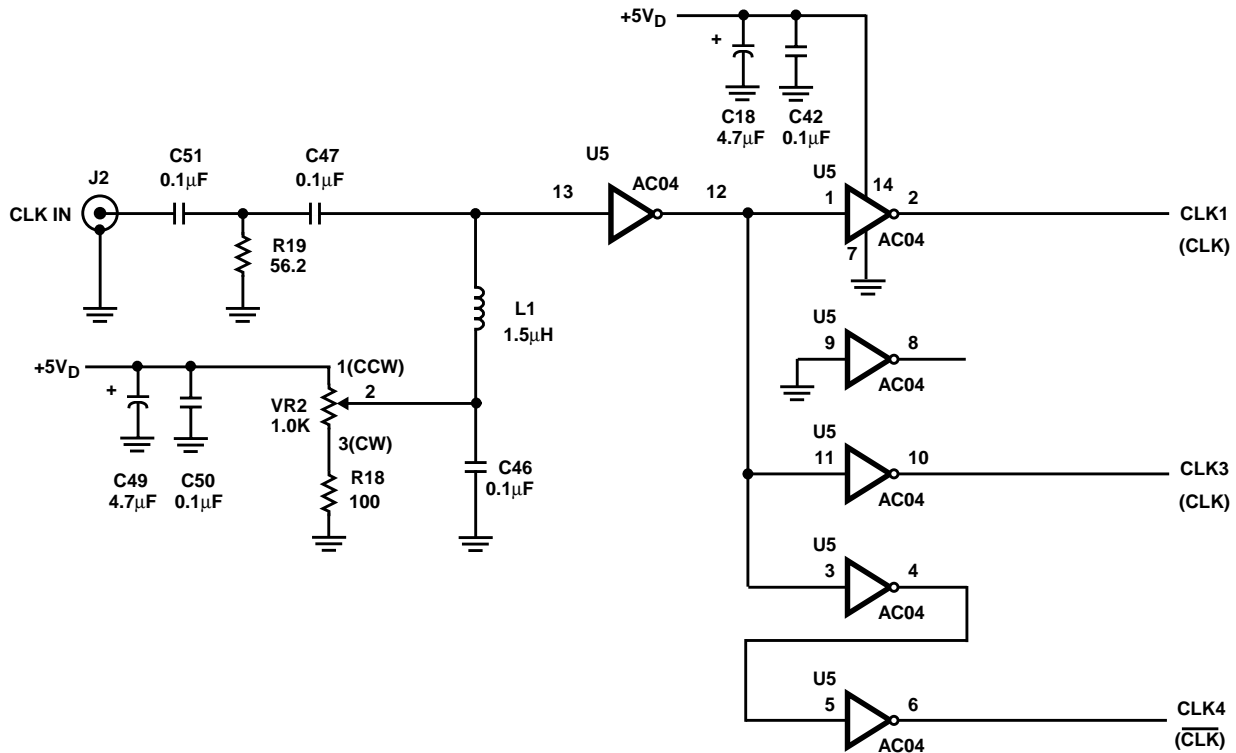 +5VD
+
C18
4.7µF
C42
0.1µF
C51
0.1µF
C47
0.1µF
U5
U5
J2
AC04
14
CLK IN
13
12
1
2
CLK1
(CLK)
AC04
7
R19
56.2
L1
1.5µH
U5
9
8
AC04
+5VD
+
1(CCW)
2
VR2
1.0K
3(CW)
C49
4.7µF
C50
0.1µF
R18
100
C46
0.1µF
U5
11
10
CLK3
(CLK)
AC04
U5
3
4
AC04
U5
5
6
CLK4
(C̅L̅K̅)
AC04